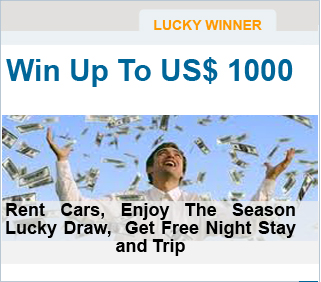 LUCKY WINNER
Win Up To US$ 1000
Rent Cars, Enjoy The Season
Lucky Draw, Get Free Night Stay
and Trip